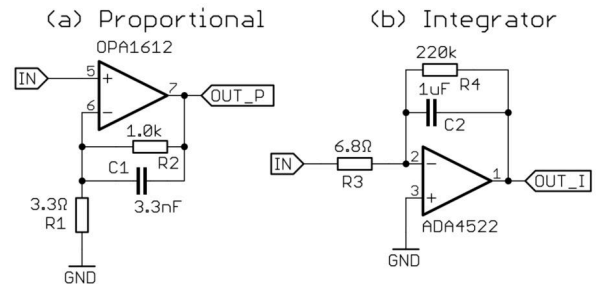 (a) Proportional
(b) Integrator
OPA1612
IN
5
+
7
OUT_P
6
−
1.0k
R2
C1
3.3nF
3.3Ω
R1
GND
220k
R4
1uF
C2
6.8Ω
IN
R3
2
−
1
OUT_I
3
+
ADA4522
GND